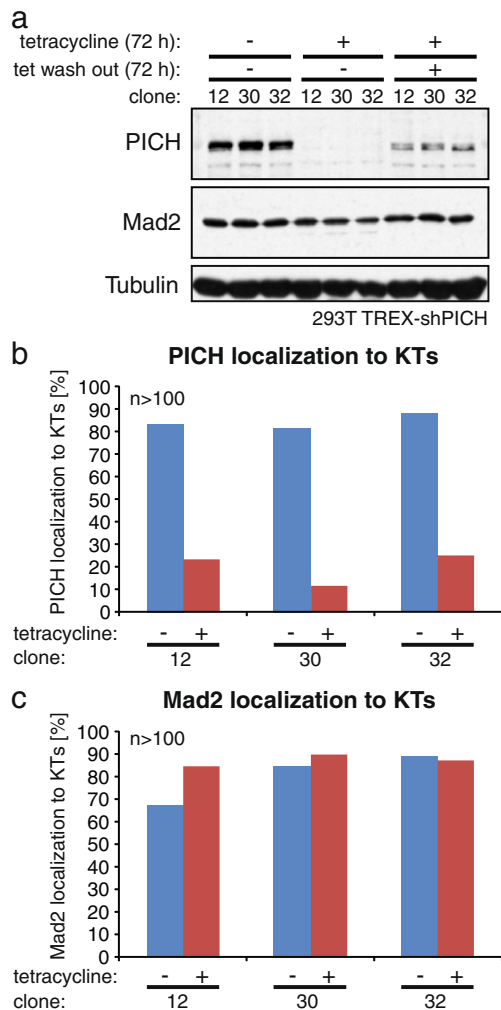 a
tetracycline (72 h): - + +
tet wash out (72 h): - - +
clone: 12 30 32 12 30 32 12 30 32
PICH
Mad2
Tubulin
293T TREX-shPICH
b
PICH localization to KTs
PICH localization to KTs [%]
100
90
80
70
60
50
40
30
20
10
0
n>100
tetracycline: - + - + - +
clone: 12 30 32
c
Mad2 localization to KTs
Mad2 localization to KTs [%]
100
90
80
70
60
50
40
30
20
10
0
n>100
tetracycline: - + - + - +
clone: 12 30 32